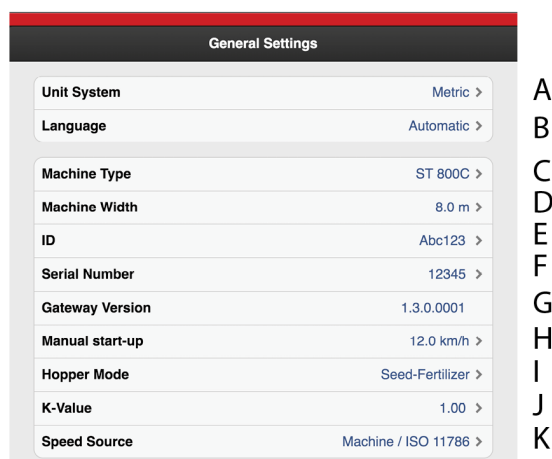 General Settings
Unit System Metric > A
Language Automatic > B
Machine Type ST 800C > C
Machine Width 8.0 m > D
ID Abc123 > E
Serial Number 12345 > F
Gateway Version 1.3.0.0001 G
Manual start-up 12.0 km/h > H
Hopper Mode Seed-Fertilizer > I
K-Value 1.00 > J
Speed Source Machine / ISO 11786 > K